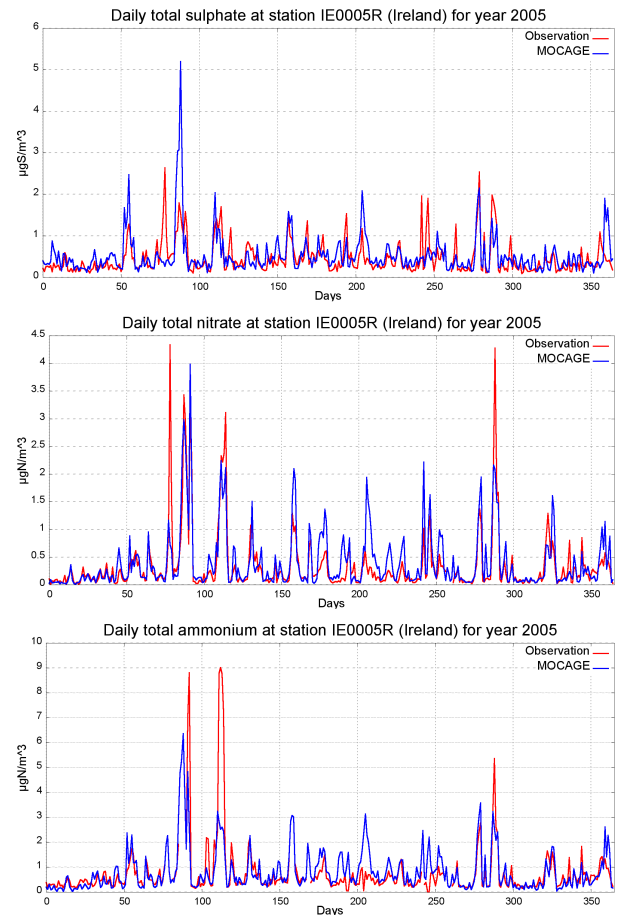 Daily total sulphate at station IE0005R (Ireland) for year 2005
Observation
MOCAGE
µgS/m^3
6
5
4
3
2
1
0
0 50 100 150 200 250 300 350
Days
Daily total nitrate at station IE0005R (Ireland) for year 2005
Observation
MOCAGE
µgN/m^3
4.5
4
3.5
3
2.5
2
1.5
1
0.5
0
0 50 100 150 200 250 300 350
Days
Daily total ammonium at station IE0005R (Ireland) for year 2005
Observation
MOCAGE
µgN/m^3
10
9
8
7
6
5
4
3
2
1
0
0 50 100 150 200 250 300 350
Days